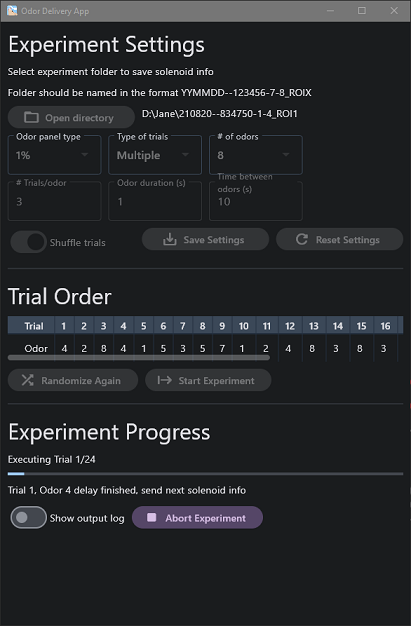 Odor Delivery App
Experiment Settings
Select experiment folder to save solenoid info
Folder should be named in the format YYMMDD--123456-7-8_ROIX
Open directory D:\Jane\210820--834750-1-4_ROI1
Odor panel type Type of trials # of odors
1% Multiple 8
# Trials/odor Odor duration (s) Time between odors (s)
3 1 10
Shuffle trials Save Settings Reset Settings
Trial Order
Trial 1 2 3 4 5 6 7 8 9 10 11 12 13 14 15 16
Odor 4 2 8 4 1 5 3 5 7 1 2 4 8 3 8 3
Randomize Again Start Experiment
Experiment Progress
Executing Trial 1/24
Trial 1, Odor 4 delay finished, send next solenoid info
Show output log Abort Experiment